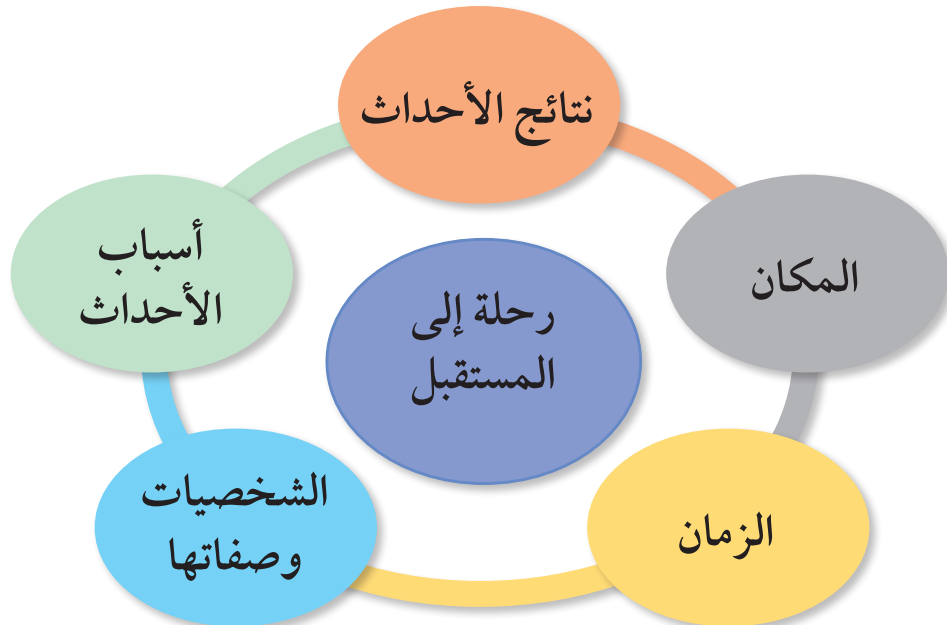 نتائج الأحداث
المكان
أسباب
الأحداث
رحلة إلى
المستقبل
الشخصيات
وصفاتها
الزمان